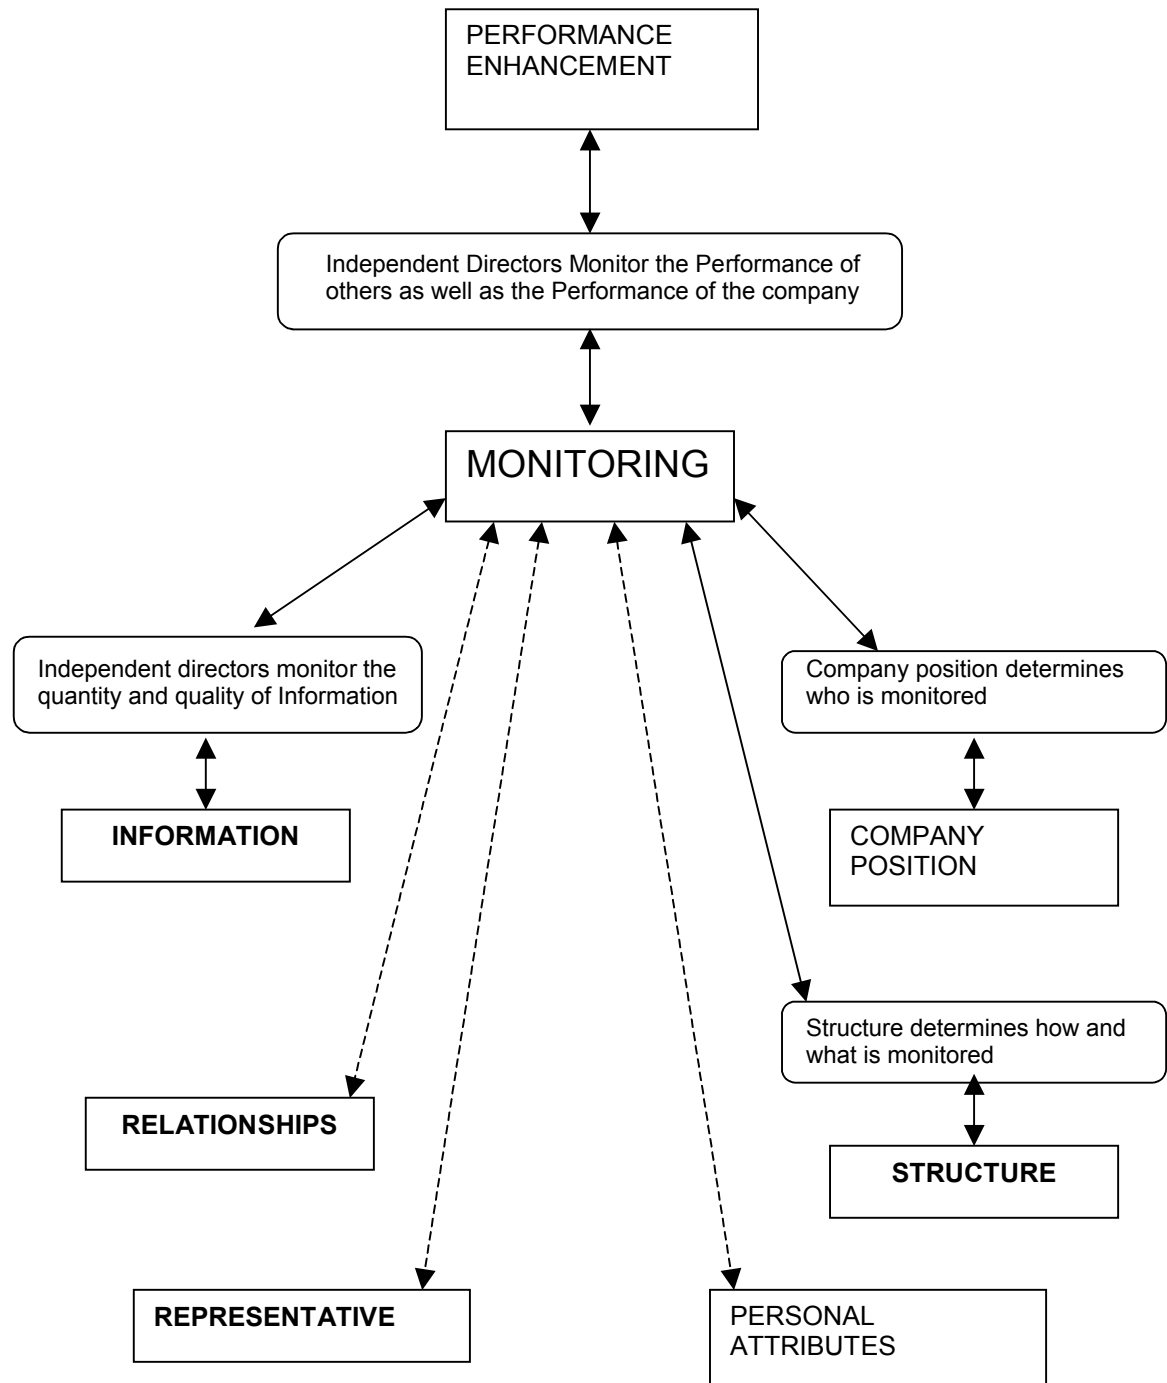 PERFORMANCE
ENHANCEMENT
Independent Directors Monitor the Performance of
others as well as the Performance of the company
MONITORING
Independent directors monitor the
quantity and quality of Information
Company position determines
who is monitored
INFORMATION
COMPANY
POSITION
Structure determines how and
what is monitored
RELATIONSHIPS
STRUCTURE
REPRESENTATIVE
PERSONAL
ATTRIBUTES